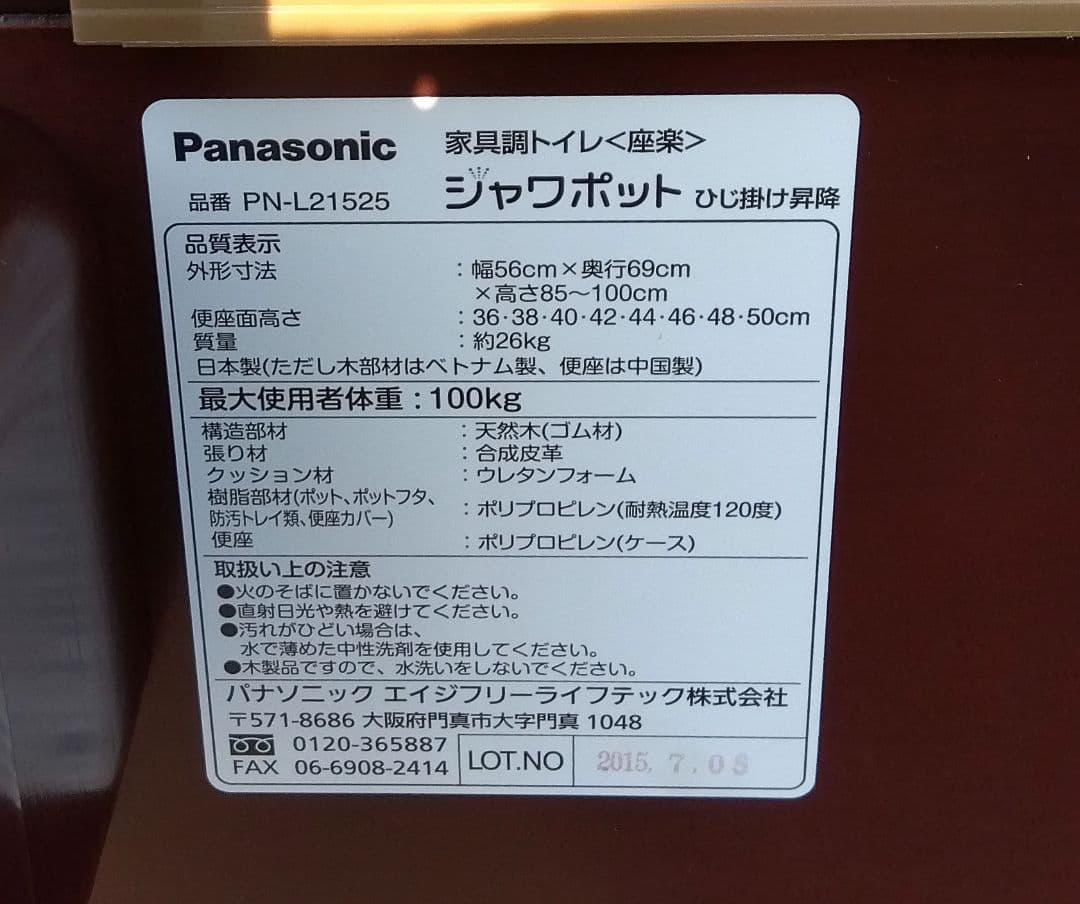 Panasonic 家具調トイレ<座楽>
品番 PN-L21525 シャワポット ひじ掛け昇降
品質表示
外形寸法 : 幅56cm×奥行69cm
×高さ85〜100cm
便座面高さ : 36·38·40·42·44·46·48·50cm
質量 : 約26kg
日本製(ただし木部材はベトナム製、便座は中国製)
最大使用者体重 : 100kg
構造部材 : 天然木(ゴム材)
張り材 : 合成皮革
クッション材 : ウレタンフォーム
樹脂部材(ポット、ポットフタ、
防汚トレイ類、便座カバー) : ポリプロピレン(耐熱温度120度)
便座 : ポリプロピレン(ケース)
取扱い上の注意
●火のそばに置かないでください。
●直射日光や熱を避けてください。
●汚れがひどい場合は、
水で薄めた中性洗剤を使用してください。
●木製品ですので、水洗いをしないでください。
パナソニック エイジフリーライフテック株式会社
〒571-8686 大阪府門真市大字門真 1048
0120-365887
FAX 06-6908-2414 LOT.NO 2015. 7. 08